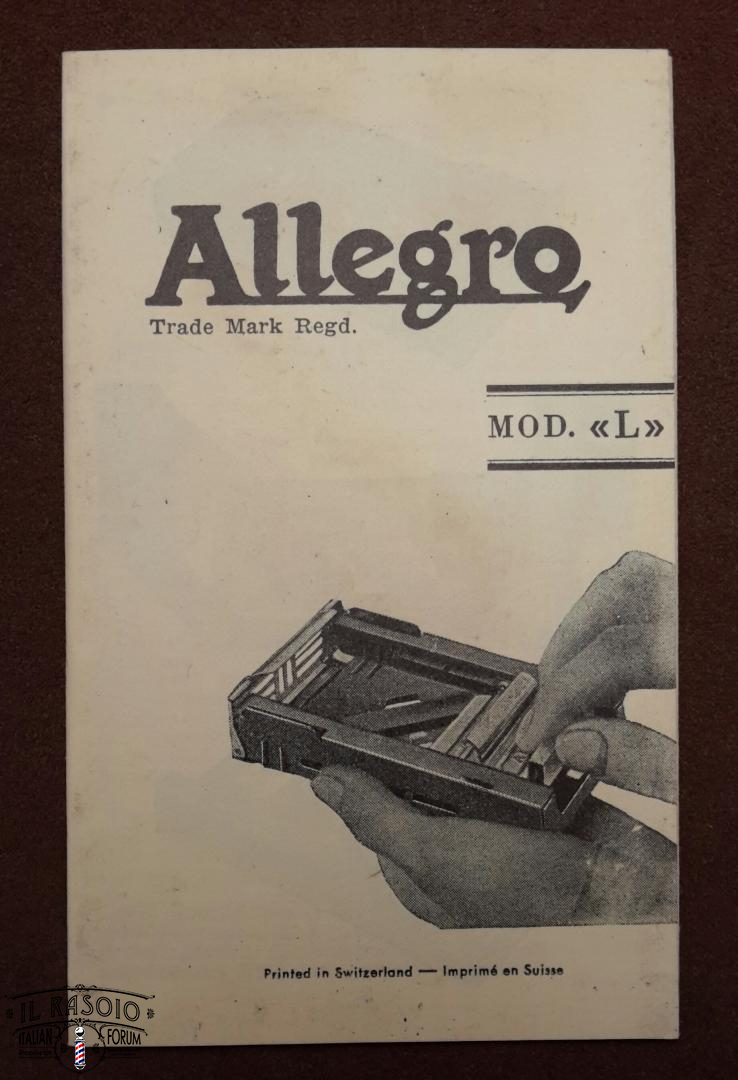 Allegro
Trade Mark Regd.
MOD. «L»
Printed in Switzerland — Imprimé en Suisse
IL RASOIO
ITALIAN FORUM